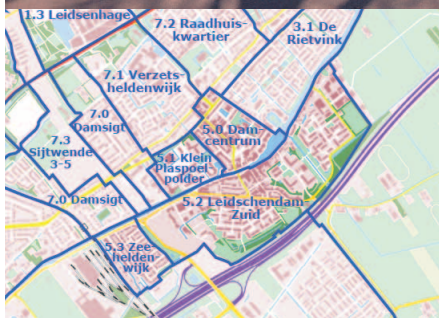 1.3 Leidsenhage
7.2 Raadhuis-
kwartier
3.1 De
Rietvink
7.1 Verzets-
heldenwijk
7.0
Damsigt
5.0 Dam-
centrum
7.3
Sijtwende
3-5
5.1 Klein
Plaspoel
polder
7.0 Damsigt
5.2 Leidschendam
Zuid
5.3 Zee-
helden
wijk